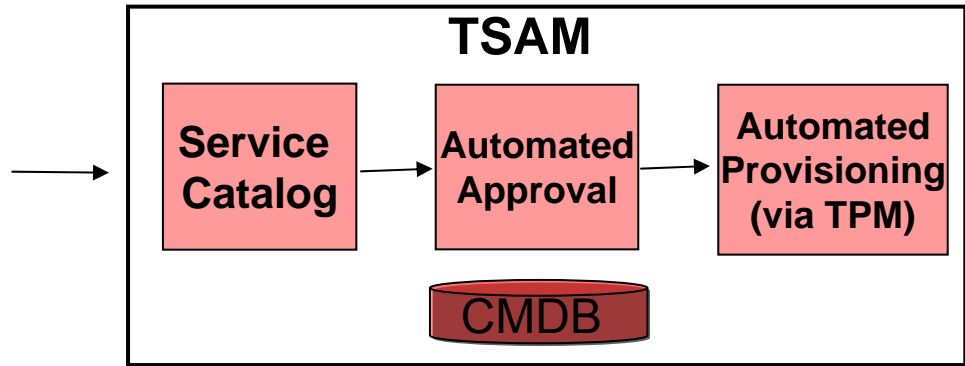 TSAM
Service
Catalog
Automated
Approval
Automated
Provisioning
(via TPM)
CMDB